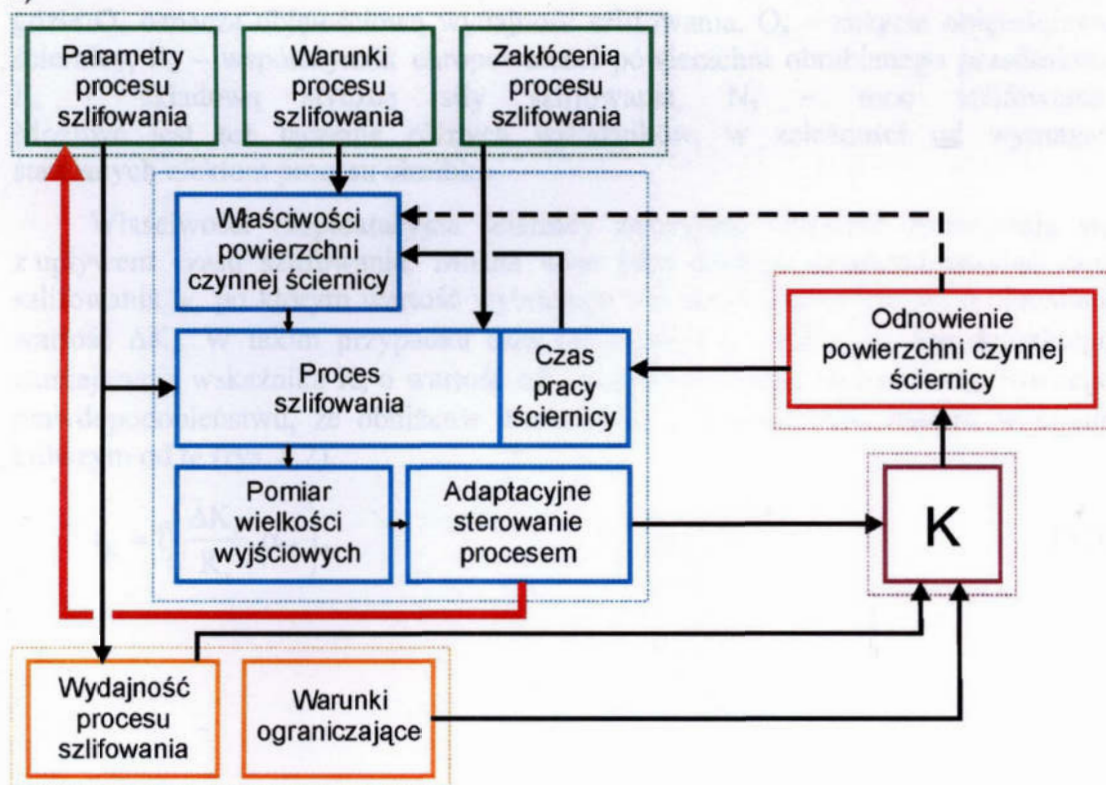 Parametry
procesu
szlifowania
Warunki
procesu
szlifowania
Zakłócenia
procesu
szlifowania
Właściwości
powierzchni
czynnej ściernicy
Proces
szlifowania
Czas
pracy
ściernicy
Odnowienie
powierzchni czynnej
ściernicy
Pomiar
wielkości
wyjściowych
Adaptacyjne
sterowanie
procesem
K
Wydajność
procesu
szlifowania
Warunki
ograniczające